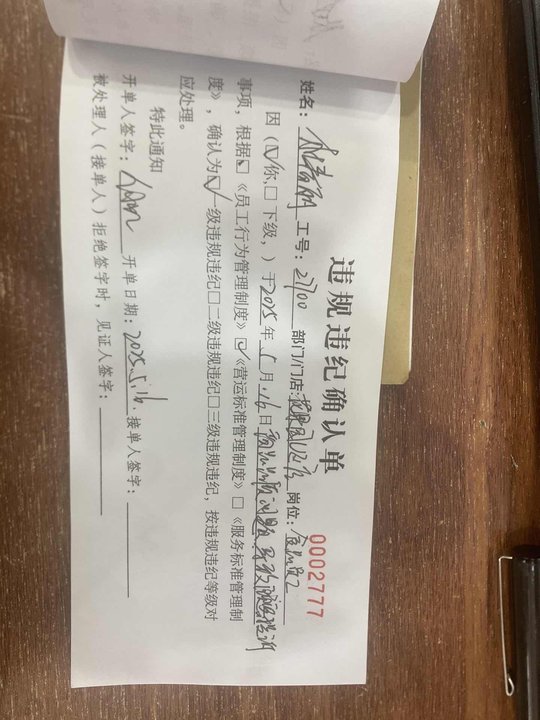 违规违纪确认单
0002777
姓名： 工号：27700 部门/门店： 岗位：
因（☑你,□下级，）于2025年5月16日
事项，根据□《员工行为管理制度》☑《营运标准管理制度》□《服务标准管理制
度》，确认为☑一级违规违纪□二级违规违纪□三级违规违纪，按违规违纪等级对
应处理。
特此通知
开单人签字： 开单日期：2025.5.16. 接单人签字：
被处理人（接单人）拒绝签字时，见证人签字：